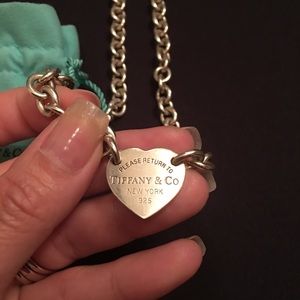 PLEASE RETURN TO
TIFFANY & CO
NEW YORK
925